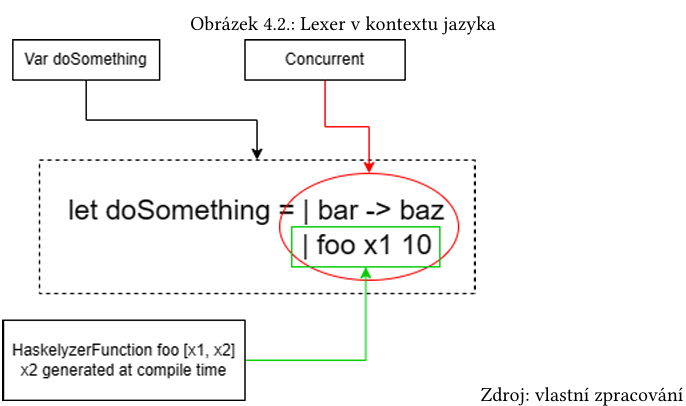 Obrázek 4.2.: Lexer v kontextu jazyka
Var doSomething
Concurrent
let doSomething = | bar -> baz
| foo x1 10
HaskelyzerFunction foo [x1, x2]
x2 generated at compile time
Zdroj: vlastní zpracování